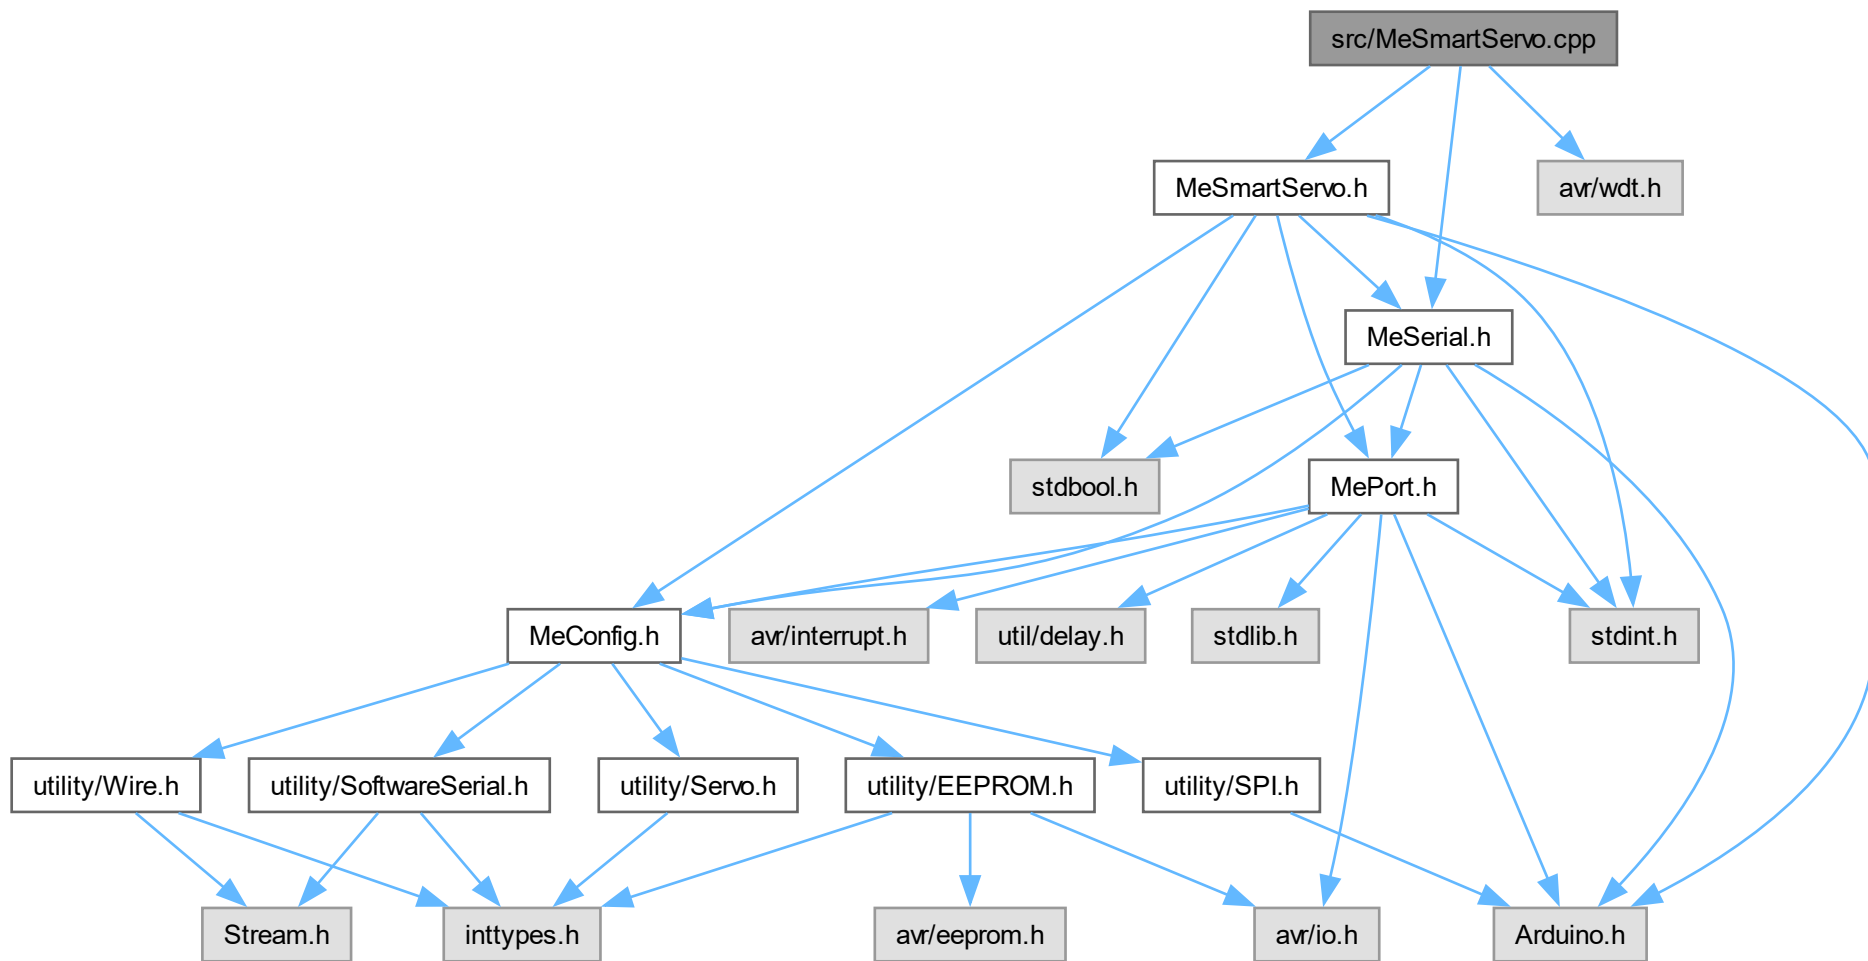 src/MeSmartServo.cpp
MeSmartServo.h
avr/wdt.h
MeSerial.h
stdbool.h
MePort.h
MeConfig.h
avr/interrupt.h
util/delay.h
stdlib.h
stdint.h
utility/Wire.h
utility/SoftwareSerial.h
utility/Servo.h
utility/EEPROM.h
utility/SPI.h
Stream.h
inttypes.h
avr/eeprom.h
avr/io.h
Arduino.h